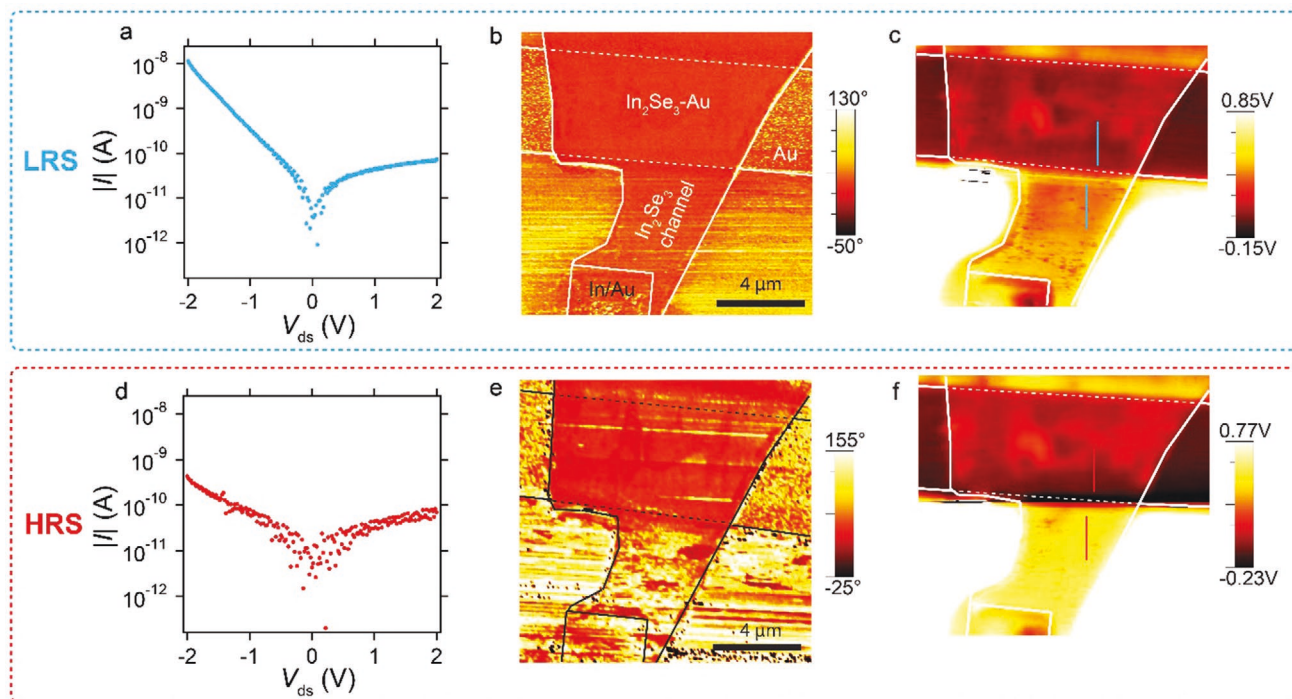 LRS
a
10⁻⁸
10⁻⁹
10⁻¹⁰
10⁻¹¹
10⁻¹²
|I| (A)
-2 -1 0 1 2
V_ds (V)
b
In₂Se₃-Au
Au
In₂Se₃
channel
In/Au
4 µm
130°
-50°
c
0.85V
-0.15V
HRS
d
10⁻⁸
10⁻⁹
10⁻¹⁰
10⁻¹¹
10⁻¹²
|I| (A)
-2 -1 0 1 2
V_ds (V)
e
4 µm
155°
-25°
f
0.77V
-0.23V